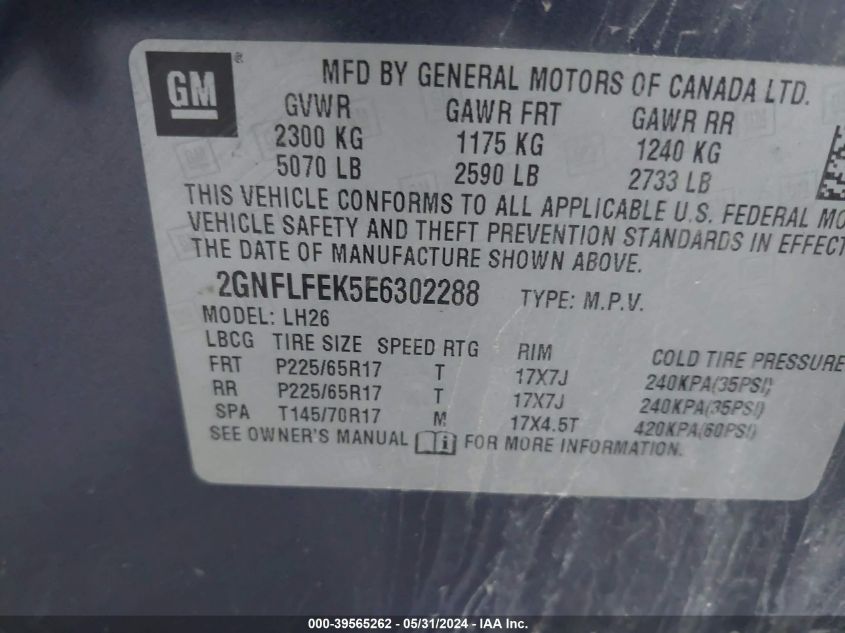 GM®
MFD BY GENERAL MOTORS OF CANADA LTD.
GVWR GAWR FRT GAWR RR
2300 KG 1175 KG 1240 KG
5070 LB 2590 LB 2733 LB
THIS VEHICLE CONFORMS TO ALL APPLICABLE U.S. FEDERAL MO
VEHICLE SAFETY AND THEFT PREVENTION STANDARDS IN EFFECT
THE DATE OF MANUFACTURE SHOWN ABOVE.
2GNFLFEK5E6302288 TYPE: M.P.V.
MODEL: LH26
LBCG TIRE SIZE SPEED RTG RIM COLD TIRE PRESSURE
FRT P225/65R17 T 17X7J 240KPA(35PSI)
RR P225/65R17 T 17X7J 240KPA(35PSI)
SPA T145/70R17 M 17X4.5T 420KPA(60PSI)
SEE OWNER'S MANUAL i FOR MORE INFORMATION.
000-39565262 - 05/31/2024 - IAA Inc.